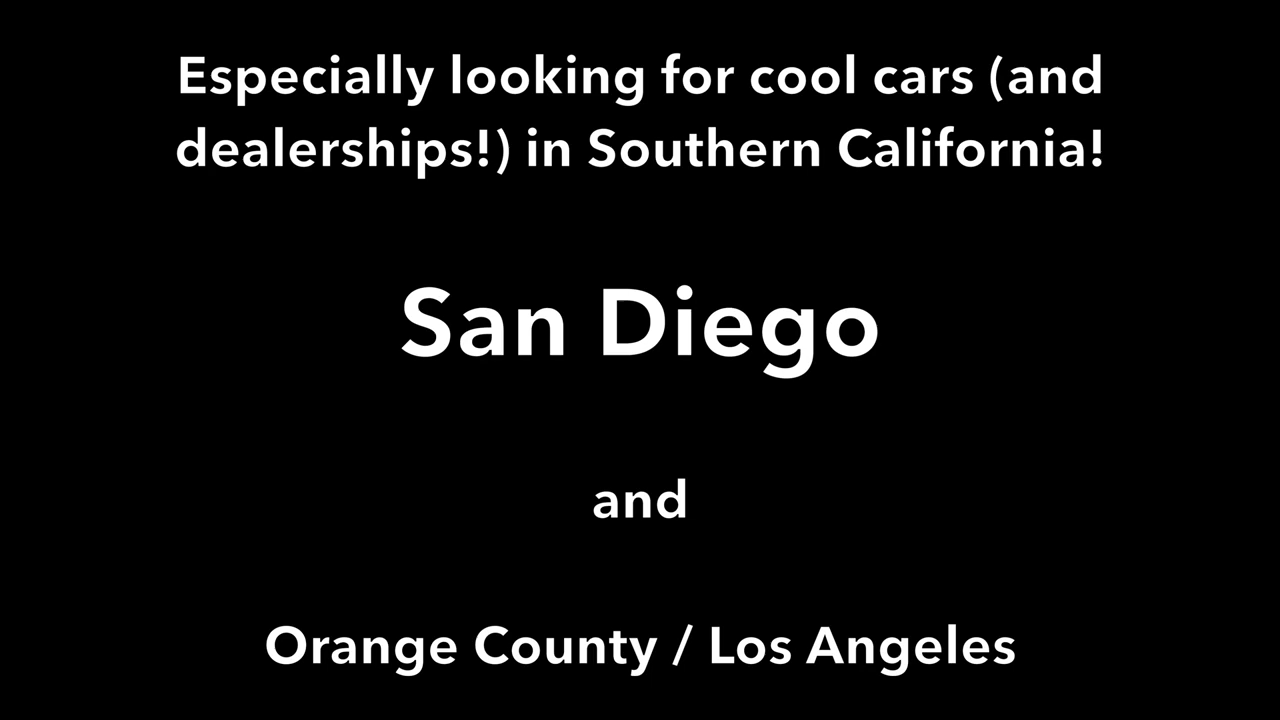 Especially looking for cool cars (and
dealerships!) in Southern California!
San Diego
and
Orange County / Los Angeles